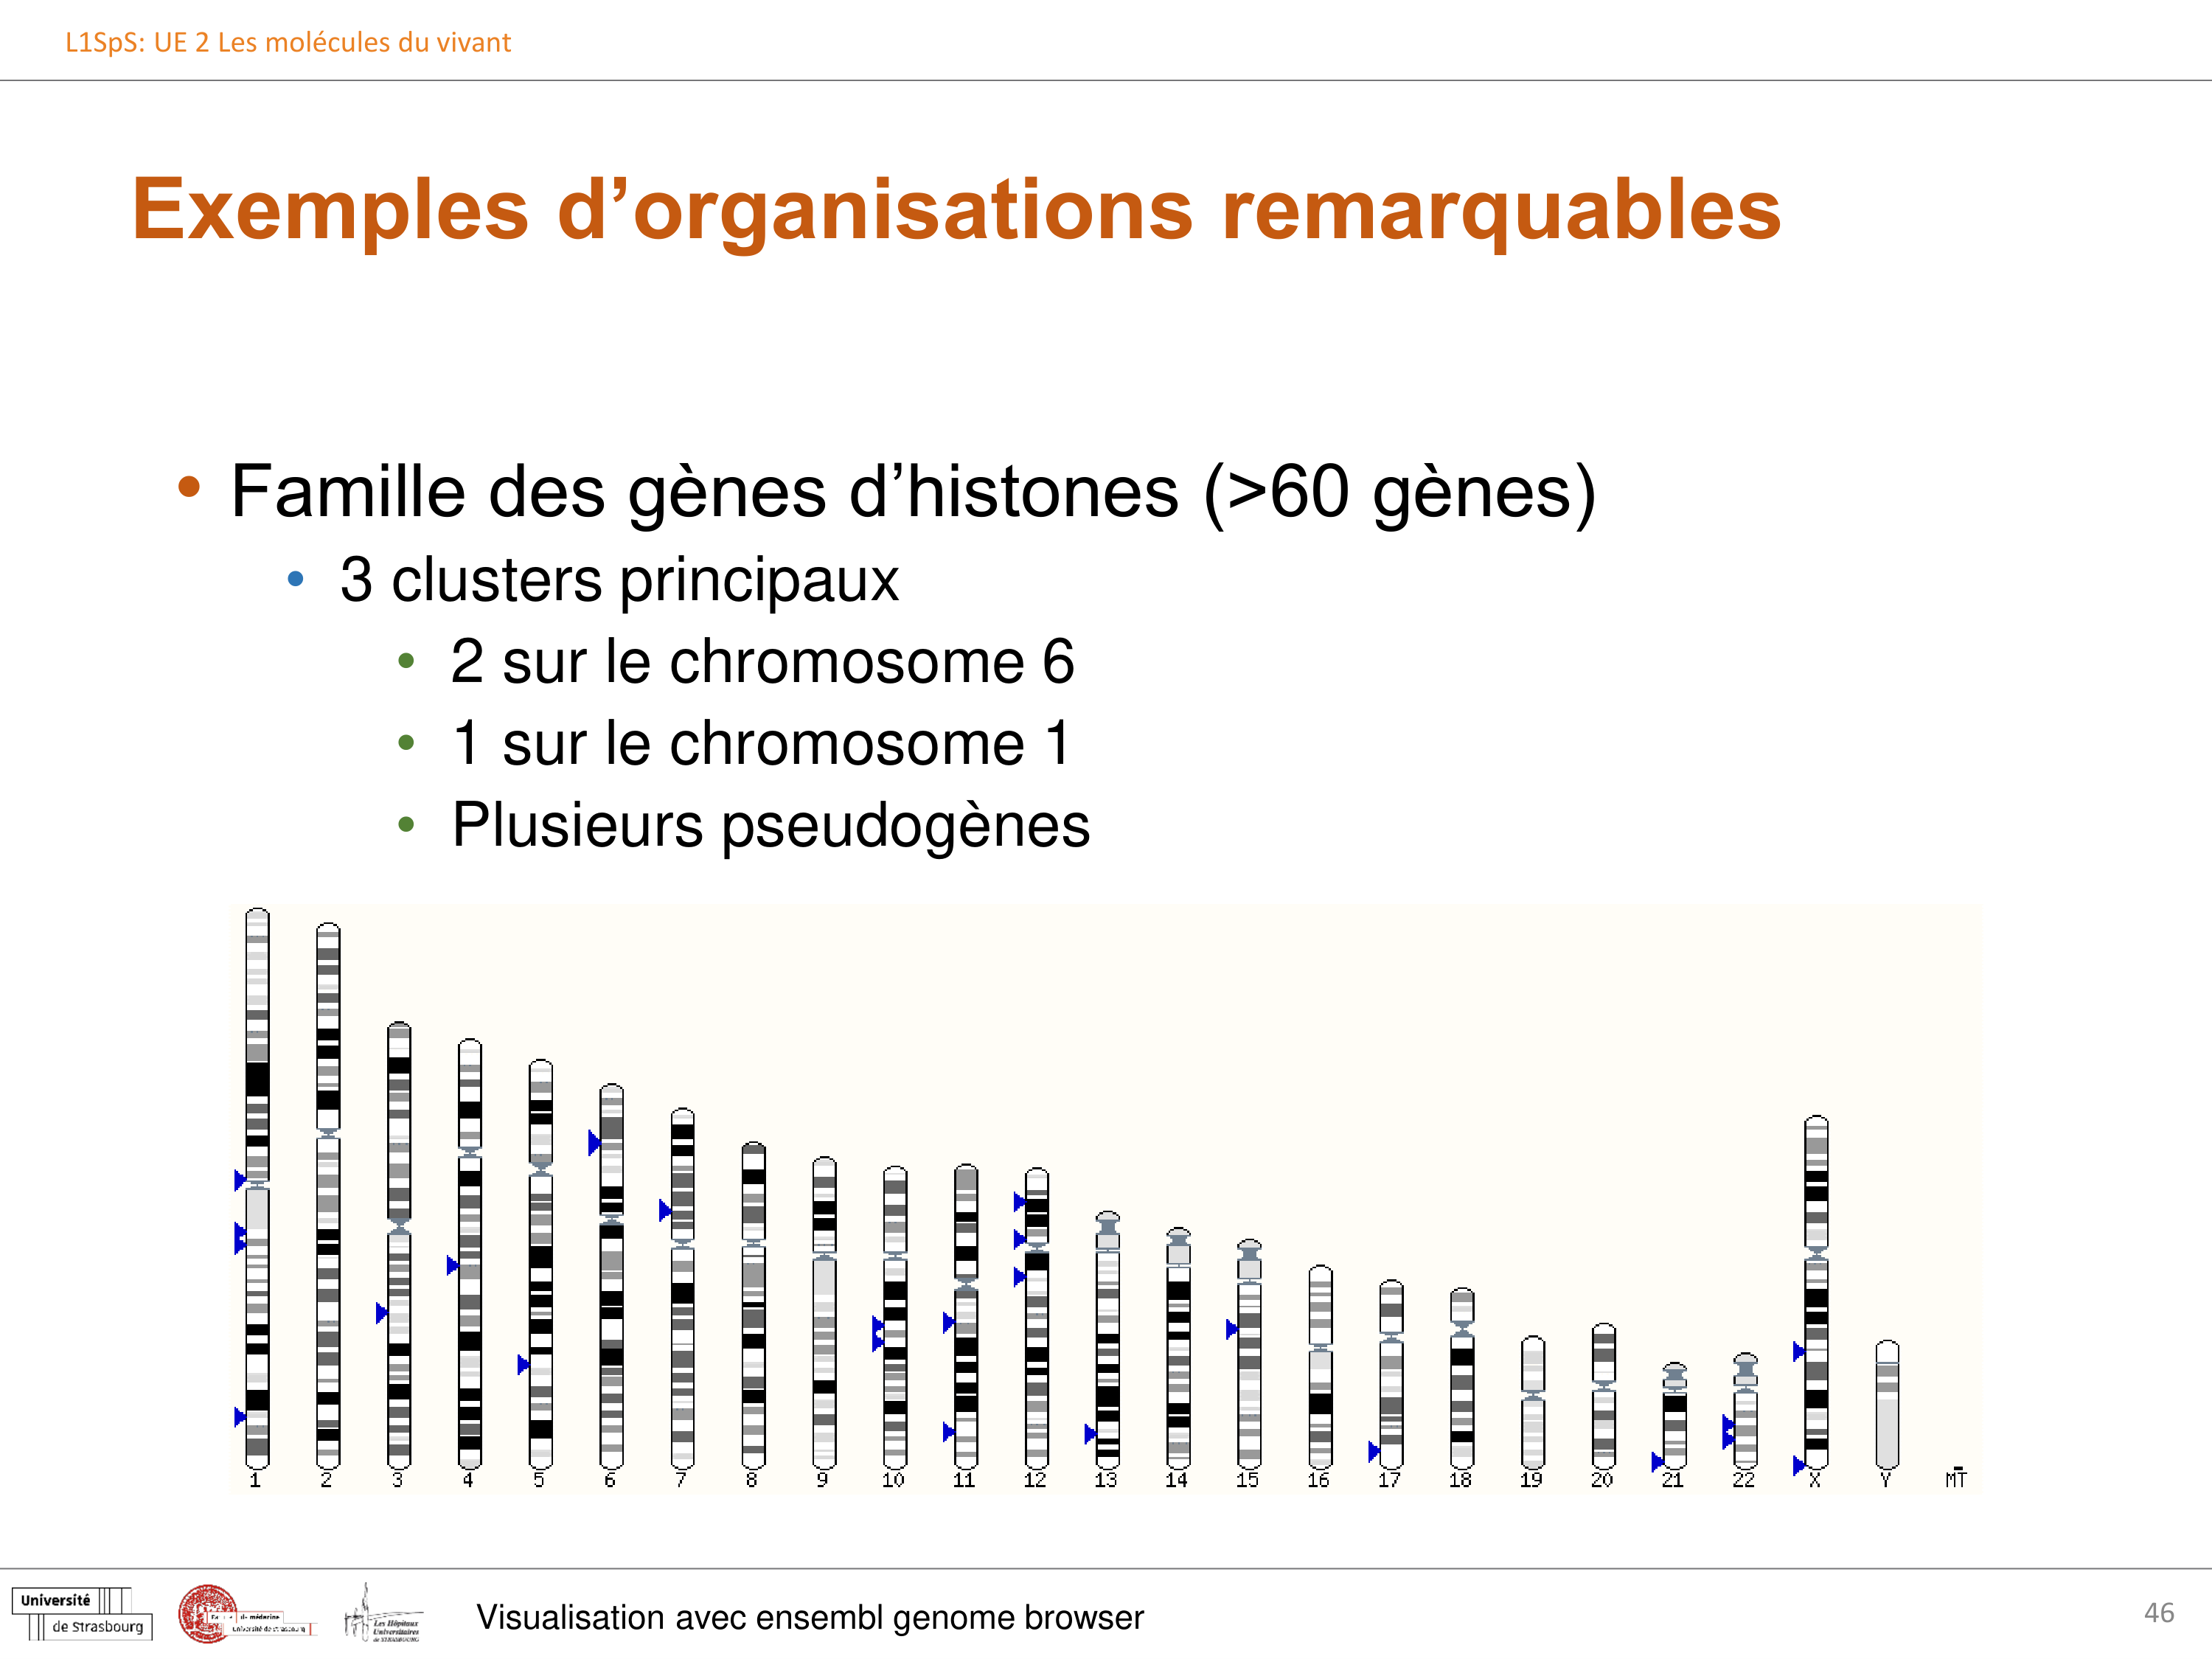 L1SpS: UE 2 Les molécules du vivant
Exemples d’organisations remarquables
• Famille des gènes d’histones (>60 gènes)
• 3 clusters principaux
• 2 sur le chromosome 6
• 1 sur le chromosome 1
• Plusieurs pseudogènes
1 2 3 4 5 6 7 8 9 10 11 12 13 14 15 16 17 18 19 20 21 22 X Y MT
Université
de Strasbourg
de médecine
Université de Strasbourg
Les Hôpitaux
Universitaires
de STRASBOURG
Visualisation avec ensembl genome browser
46